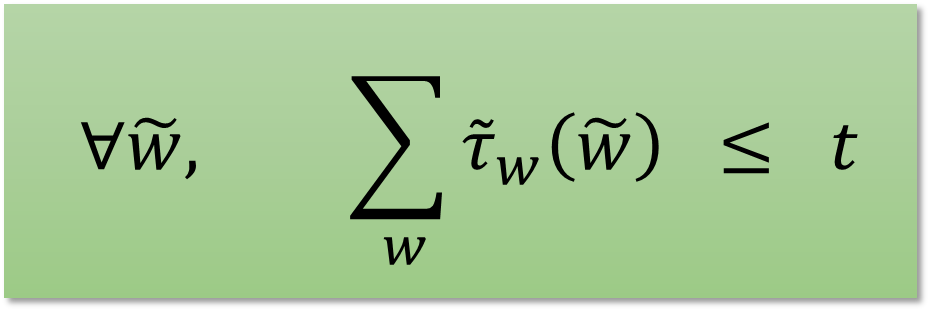 ∀w̃, ∑_w τ̃_w(w̃) ≤ t